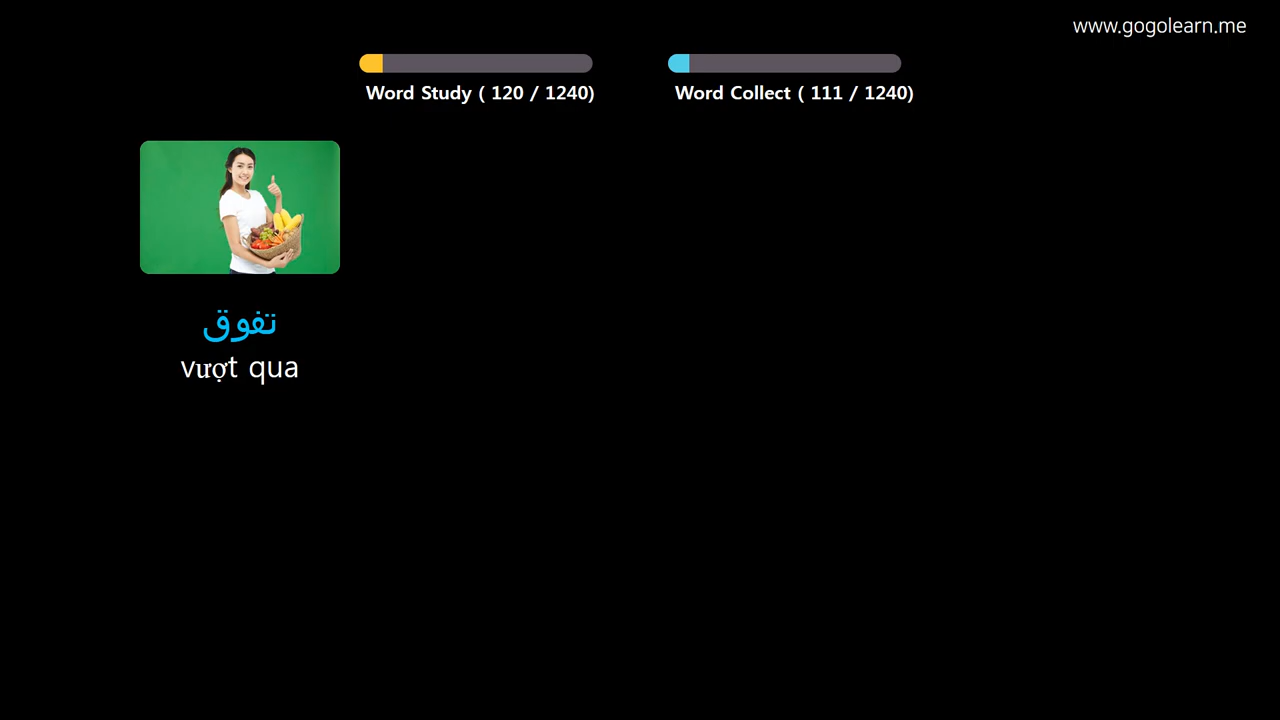 www.gogolearn.me
Word Study ( 120 / 1240)
Word Collect ( 111 / 1240)
تفوق
vượt qua